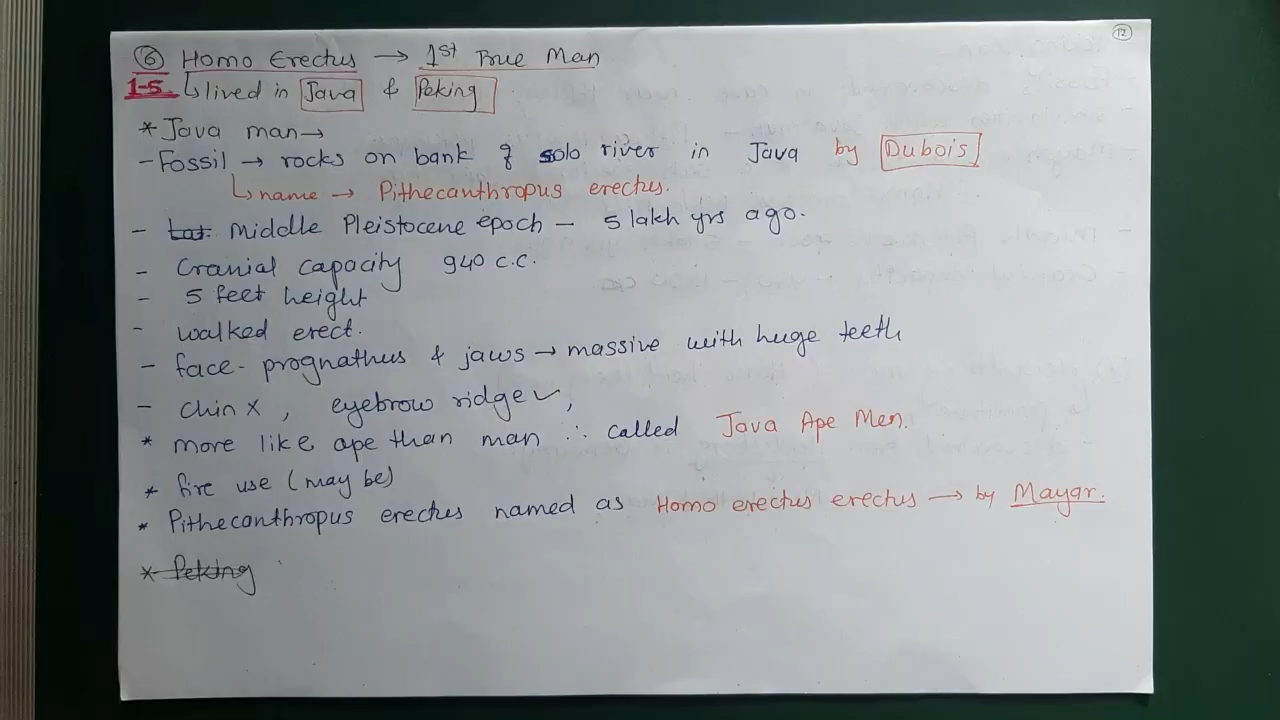 12
⑥ Homo Erectus → 1st True Man
1-5. ↳ lived in Java & Peking
* Java man →
- Fossil → rocks on bank of solo river in Java by Dubois
↳ name → Pithecanthropus erectus.
- Lat. Middle Pleistocene epoch - 5 lakh yrs ago.
- Cranial capacity 940 c.c.
- 5 feet height
- walked erect.
- face - prognathus & jaws → massive with huge teeth
- chin x, eyebrow ridge ✓,
* more like ape than man ∴ called Java Ape Men.
* fire use (may be)
* Pithecanthropus erectus named as Homo erectus erectus → by Mayar.
* Peking